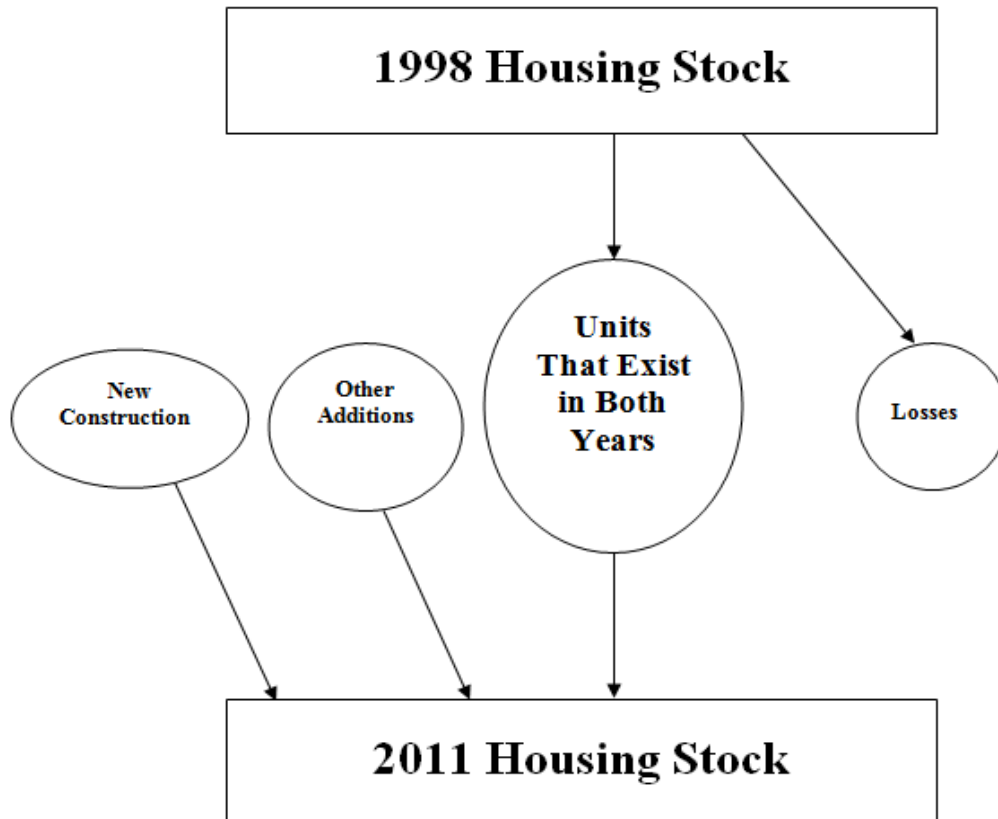 1998 Housing Stock
New
Construction
Other
Additions
Units
That Exist
in Both
Years
Losses
2011 Housing Stock